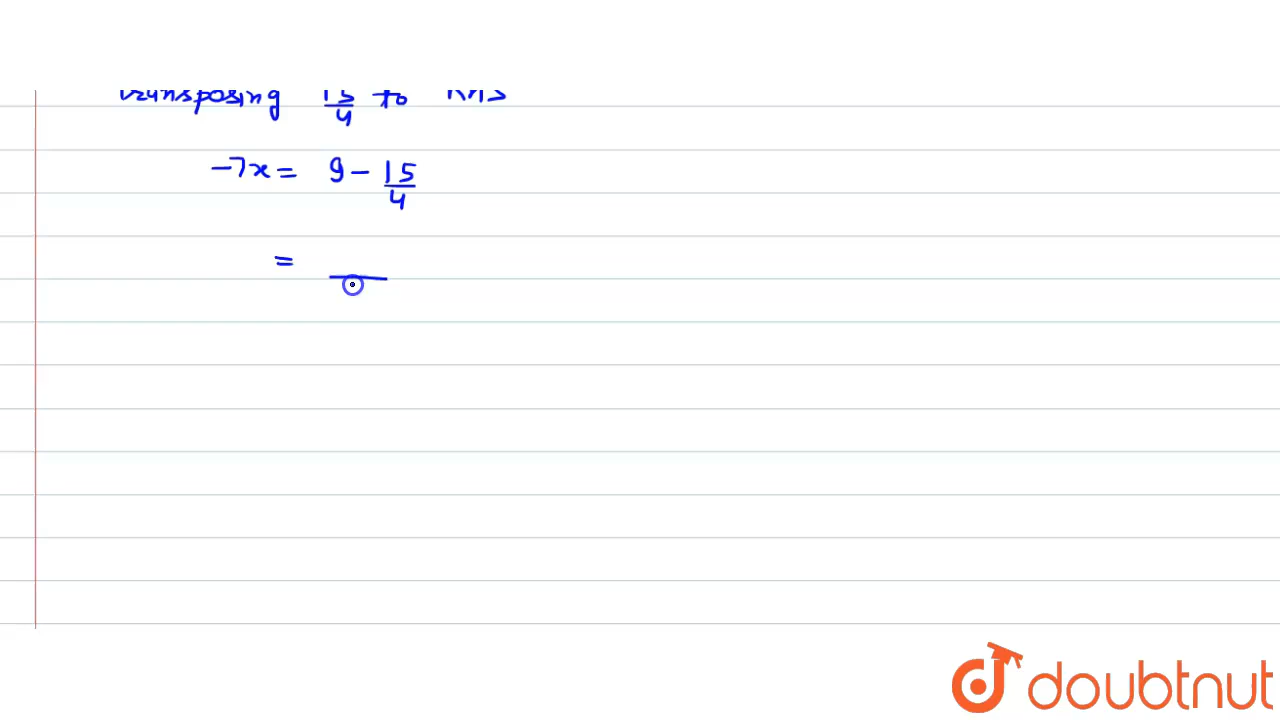 transposing 15/4 to RHS
-7x = 9 - 15/4
=
doubtnut